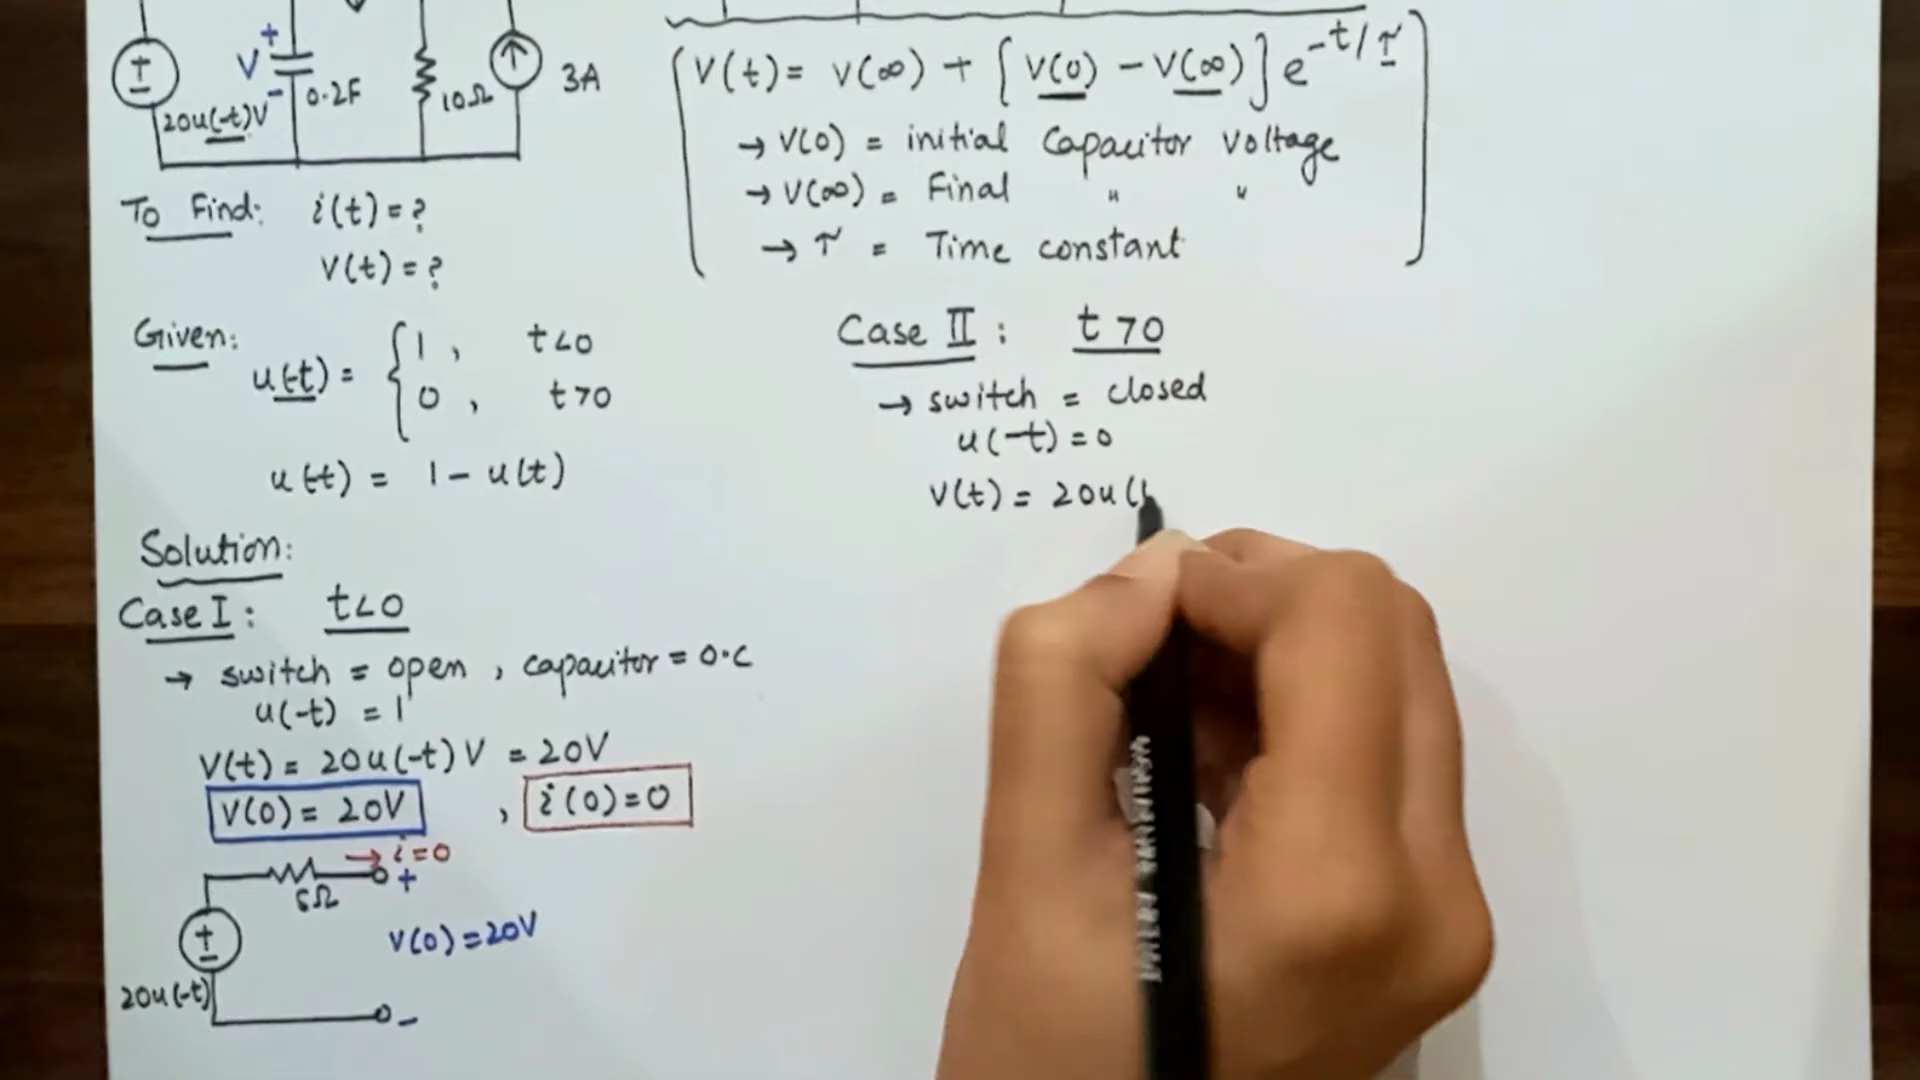 V
+
-
20u(-t)V
0.2F
10Ω
3A
To Find: i(t)=?
V(t)=?
Given:
u(-t) = { 1, t<0
0, t>0
u(-t) = 1 - u(t)
Solution:
Case I: t<0
→ switch = open, capacitor = O.C
u(-t) = 1
V(t) = 20u(-t) V = 20V
V(0) = 20V , i(0)=0
→ i=0
5Ω
+
V(0)=20V
20u(-t)
-
V(t) = V(∞) + [V(0) - V(∞)] e^-t/τ
→ V(0) = initial Capacitor Voltage
→ V(∞) = Final " "
→ τ = Time constant
Case II: t>0
→ switch = closed
u(-t)=0
V(t) = 20u(